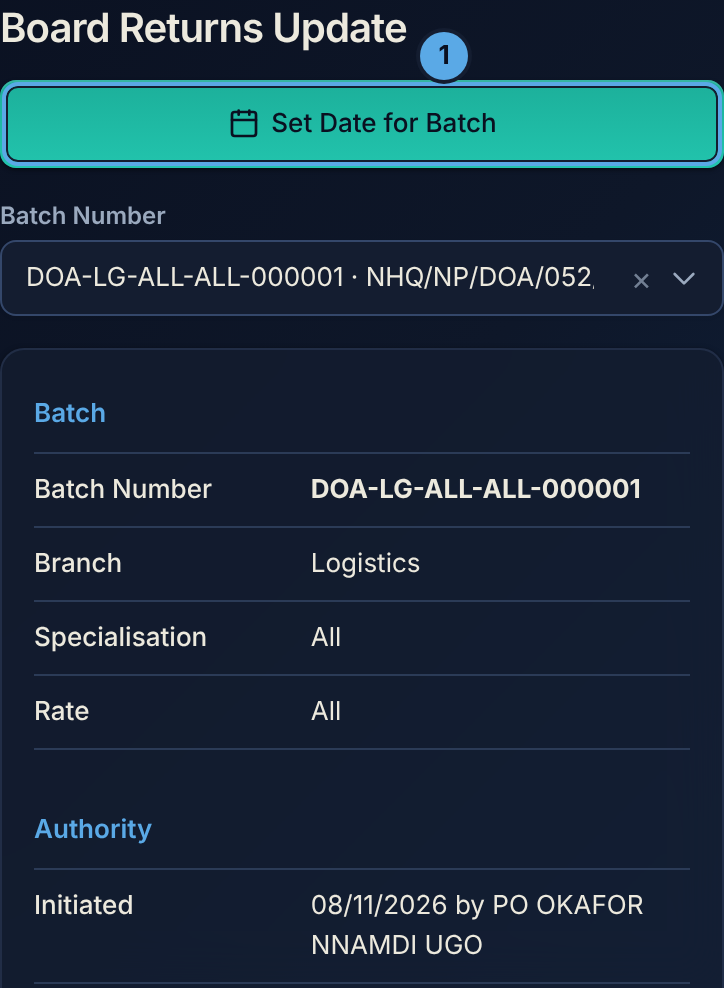 Board Returns Update
1
Set Date for Batch
Batch Number
DOA-LG-ALL-ALL-000001 · NHQ/NP/DOA/052,
Batch
Batch Number DOA-LG-ALL-ALL-000001
Branch Logistics
Specialisation All
Rate All
Authority
Initiated 08/11/2026 by PO OKAFOR
NNAMDI UGO